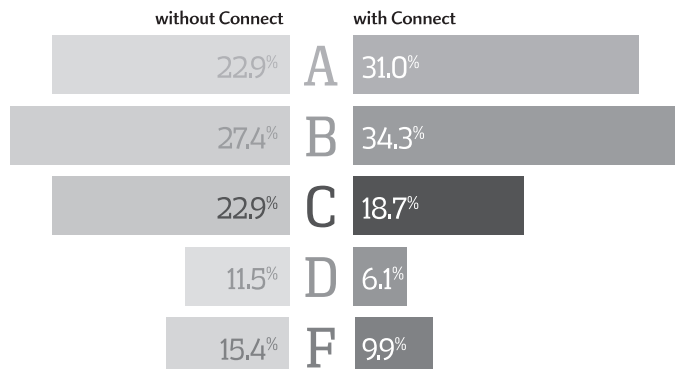 without Connect with Connect
22.9% A 31.0%
27.4% B 34.3%
22.9% C 18.7%
11.5% D 6.1%
15.4% F 9.9%